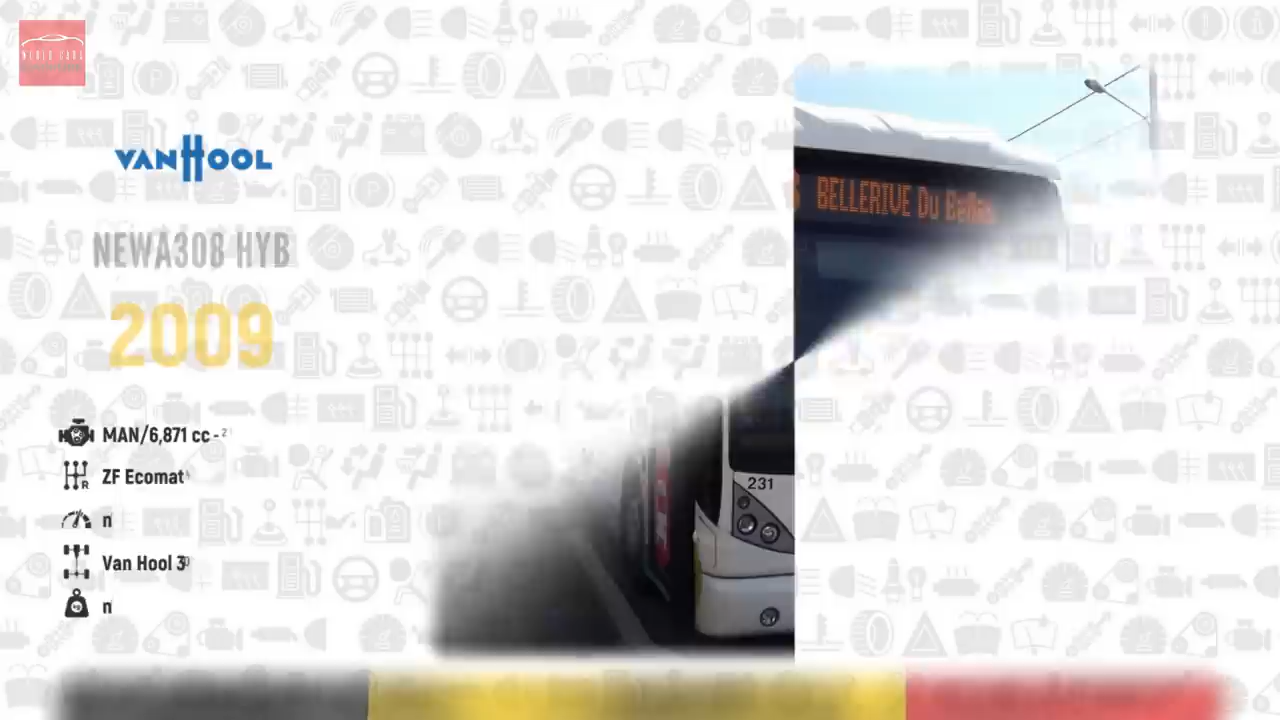 VANHOOL
NEWA308 HYB
2009
MAN/6,871 cc -
ZF Ecomat
n
Van Hool 3
n
BELLERIVE Du
231